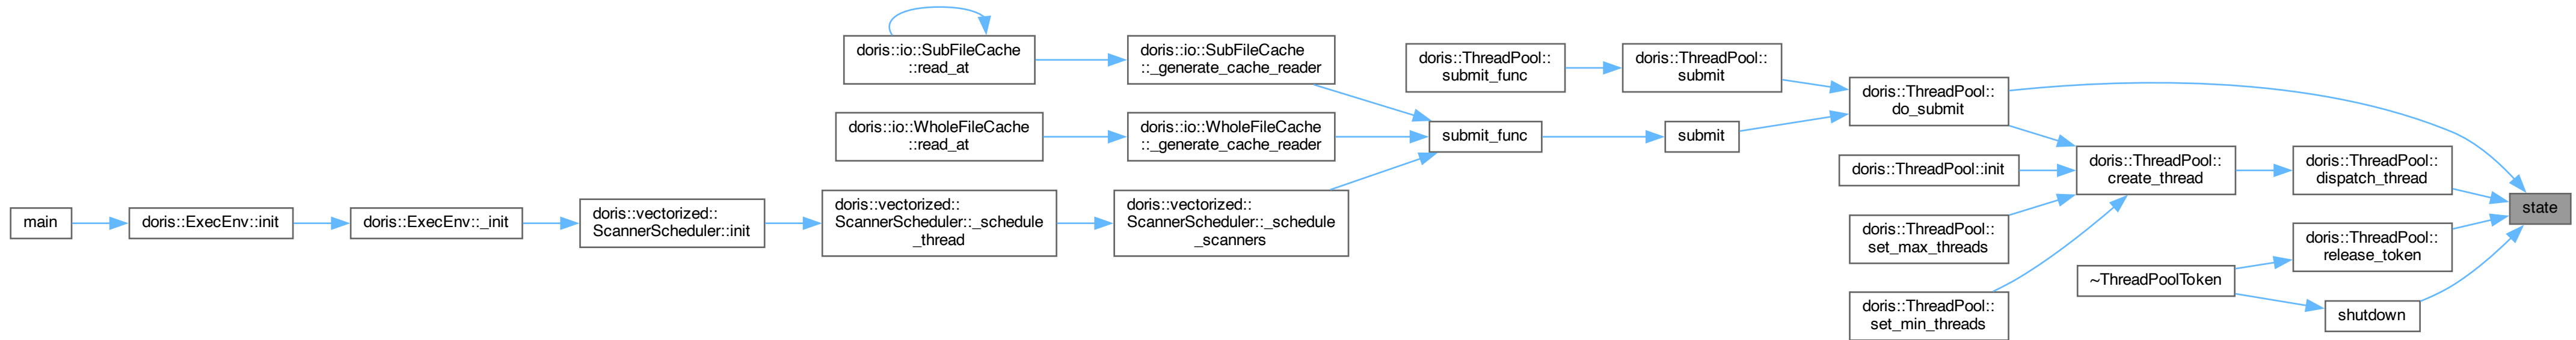 main
doris::ExecEnv::init
doris::ExecEnv::_init
doris::vectorized::
ScannerScheduler::init
doris::io::SubFileCache
::read_at
doris::io::WholeFileCache
::read_at
doris::vectorized::
ScannerScheduler::_schedule
_thread
doris::io::SubFileCache
::_generate_cache_reader
doris::io::WholeFileCache
::_generate_cache_reader
doris::vectorized::
ScannerScheduler::_schedule
_scanners
doris::ThreadPool::
submit_func
submit_func
doris::ThreadPool::
submit
submit
doris::ThreadPool::
do_submit
doris::ThreadPool::init
doris::ThreadPool::
set_max_threads
doris::ThreadPool::
set_min_threads
doris::ThreadPool::
create_thread
~ThreadPoolToken
doris::ThreadPool::
dispatch_thread
doris::ThreadPool::
release_token
shutdown
state